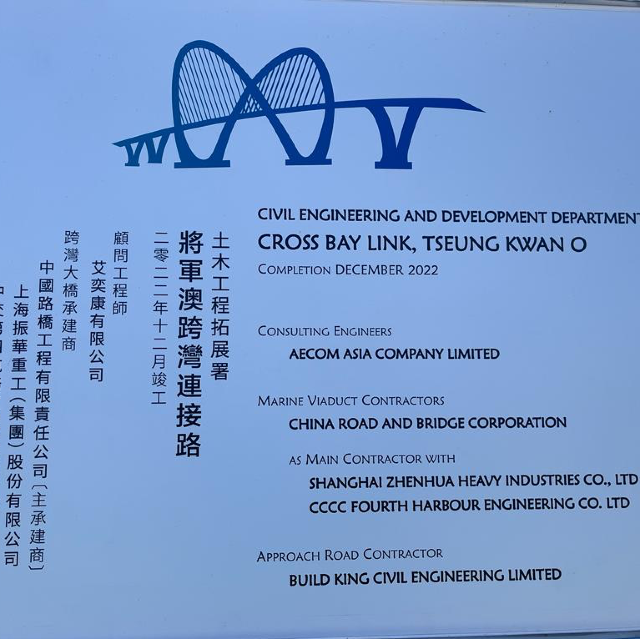 CIVIL ENGINEERING AND DEVELOPMENT DEPARTMENT
CROSS BAY LINK, TSEUNG KWAN O
COMPLETION DECEMBER 2022
CONSULTING ENGINEERS
AECOM ASIA COMPANY LIMITED
MARINE VIADUCT CONTRACTORS
CHINA ROAD AND BRIDGE CORPORATION
AS MAIN CONTRACTOR WITH
SHANGHAI ZHENHUA HEAVY INDUSTRIES CO., LTD
CCCC FOURTH HARBOUR ENGINEERING CO. LTD
APPROACH ROAD CONTRACTOR
BUILD KING CIVIL ENGINEERING LIMITED
土木工程拓展署
將軍澳跨灣連接路
二零二二年十二月竣工
顧問工程師
艾奕康有限公司
跨灣大橋承建商
中國路橋工程有限責任公司〔主承建商〕
上海振華重工(集團)股份有限公司